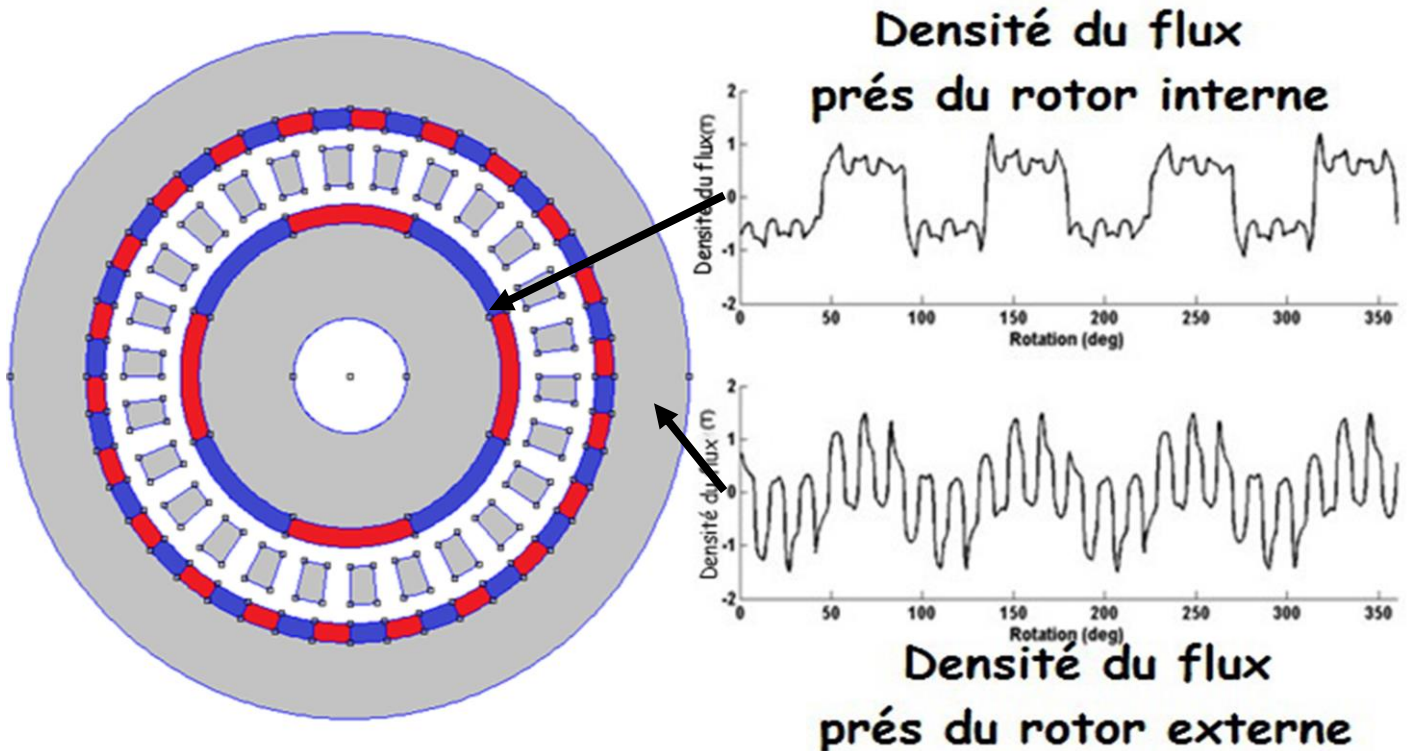 Densité du flux
prés du rotor interne
Densité du flux(T)
2
1
0
-1
-2
0 50 100 150 200 250 300 350
Rotation (deg)
Densité du flux (T)
2
1
0
-1
-2
0 50 100 150 200 250 300 350
Rotation (deg)
Densité du flux
prés du rotor externe